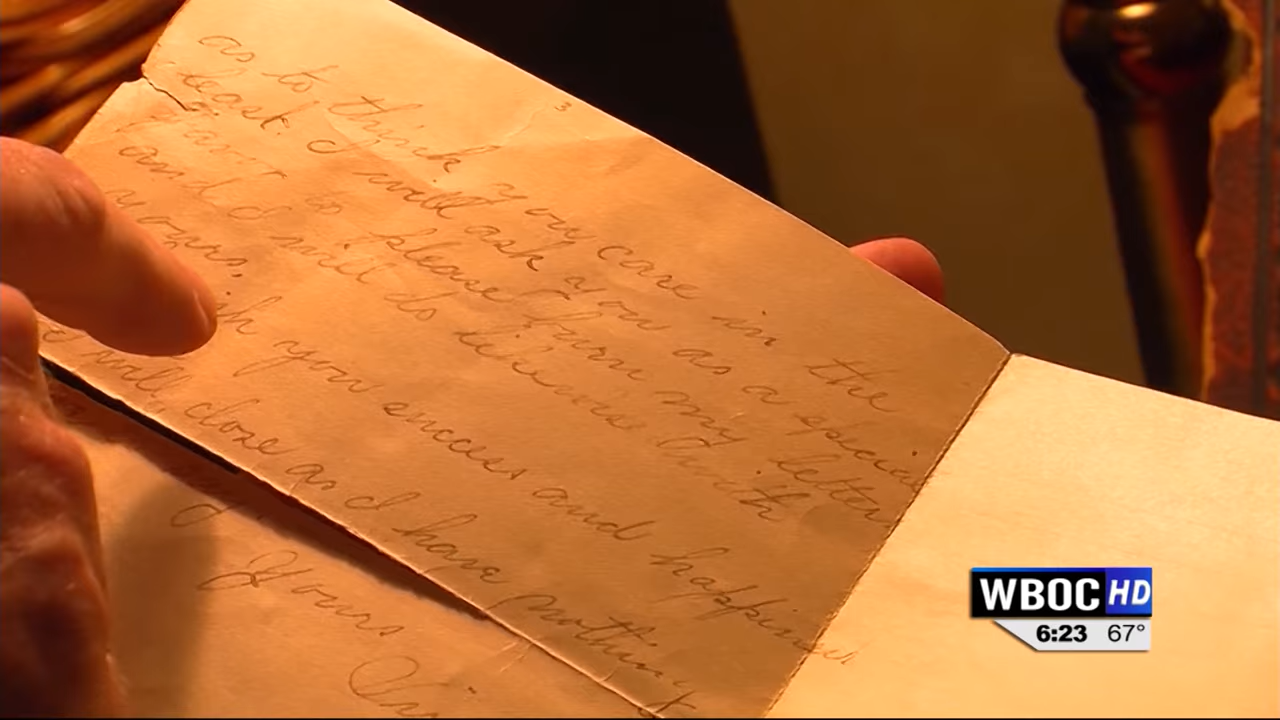 3
as to think you care in the
least. I will ask you as a special
favor to please burn my letters
and I will do likewise with
yours.
you success and happiness
will close as I have nothing
Yours
WBOC HD
6:23 67°